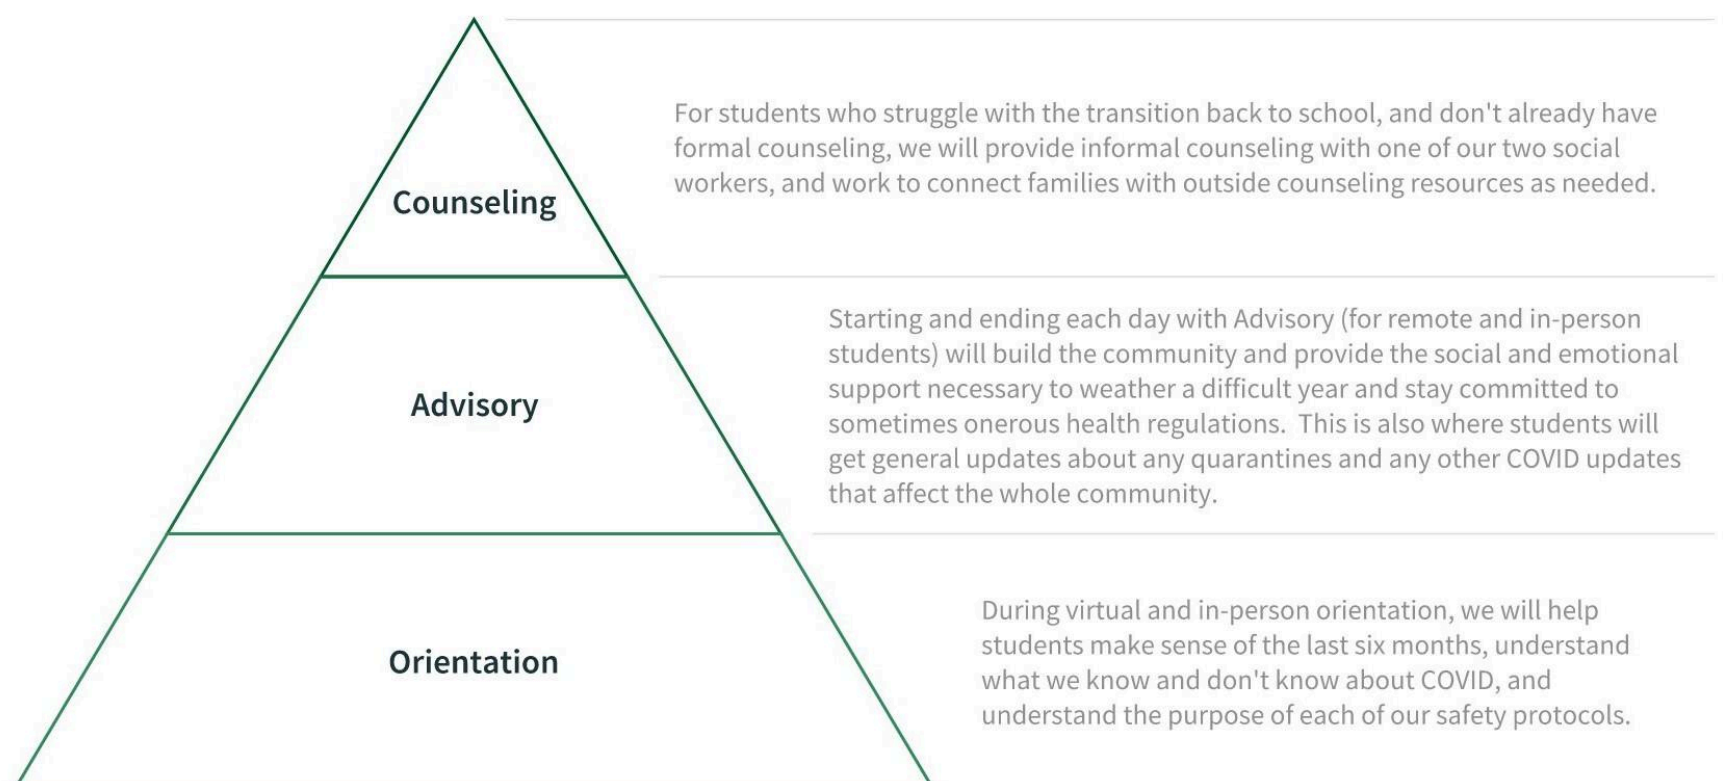 For students who struggle with the transition back to school, and don't already have
formal counseling, we will provide informal counseling with one of our two social
workers, and work to connect families with outside counseling resources as needed.
Counseling
Starting and ending each day with Advisory (for remote and in-person
students) will build the community and provide the social and emotional
support necessary to weather a difficult year and stay committed to
sometimes onerous health regulations.  This is also where students will
get general updates about any quarantines and any other COVID updates
that affect the whole community.
Advisory
During virtual and in-person orientation, we will help
students make sense of the last six months, understand
what we know and don't know about COVID, and
understand the purpose of each of our safety protocols.
Orientation